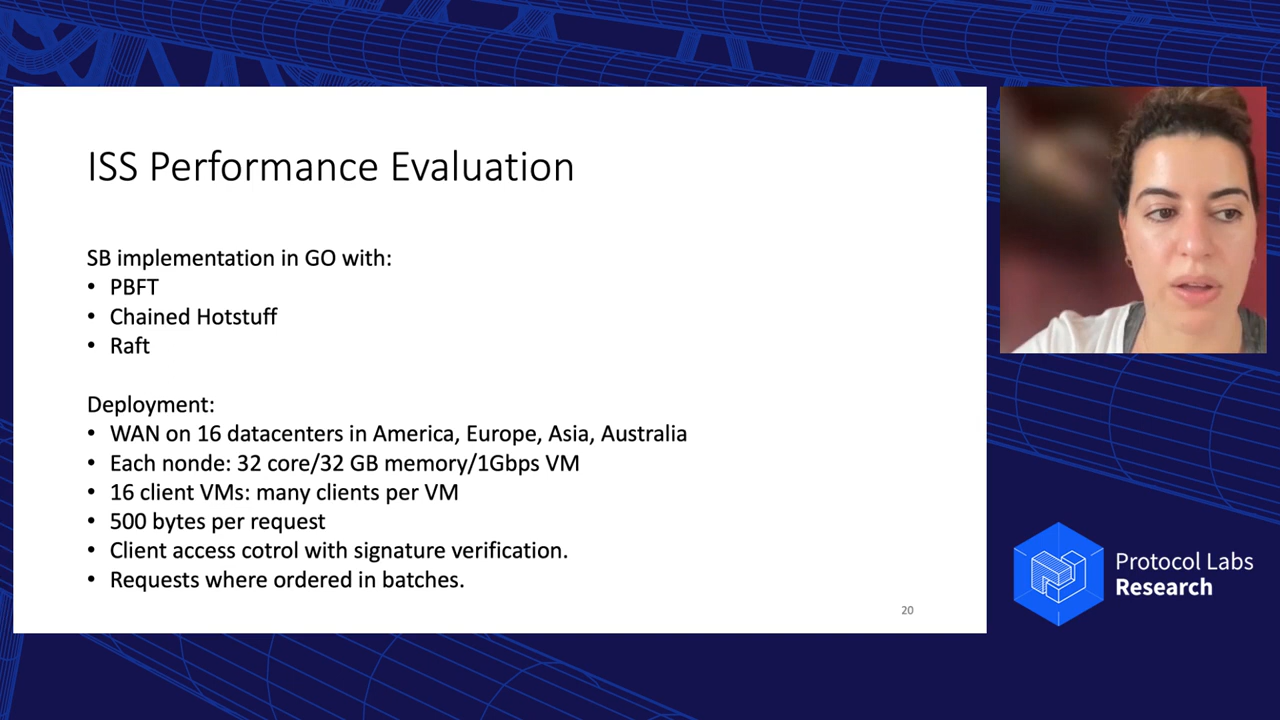 ISS Performance Evaluation
SB implementation in GO with:
• PBFT
• Chained Hotstuff
• Raft
Deployment:
• WAN on 16 datacenters in America, Europe, Asia, Australia
• Each nonde: 32 core/32 GB memory/1Gbps VM
• 16 client VMs: many clients per VM
• 500 bytes per request
• Client access cotrol with signature verification.
• Requests where ordered in batches.
20
Protocol Labs
Research